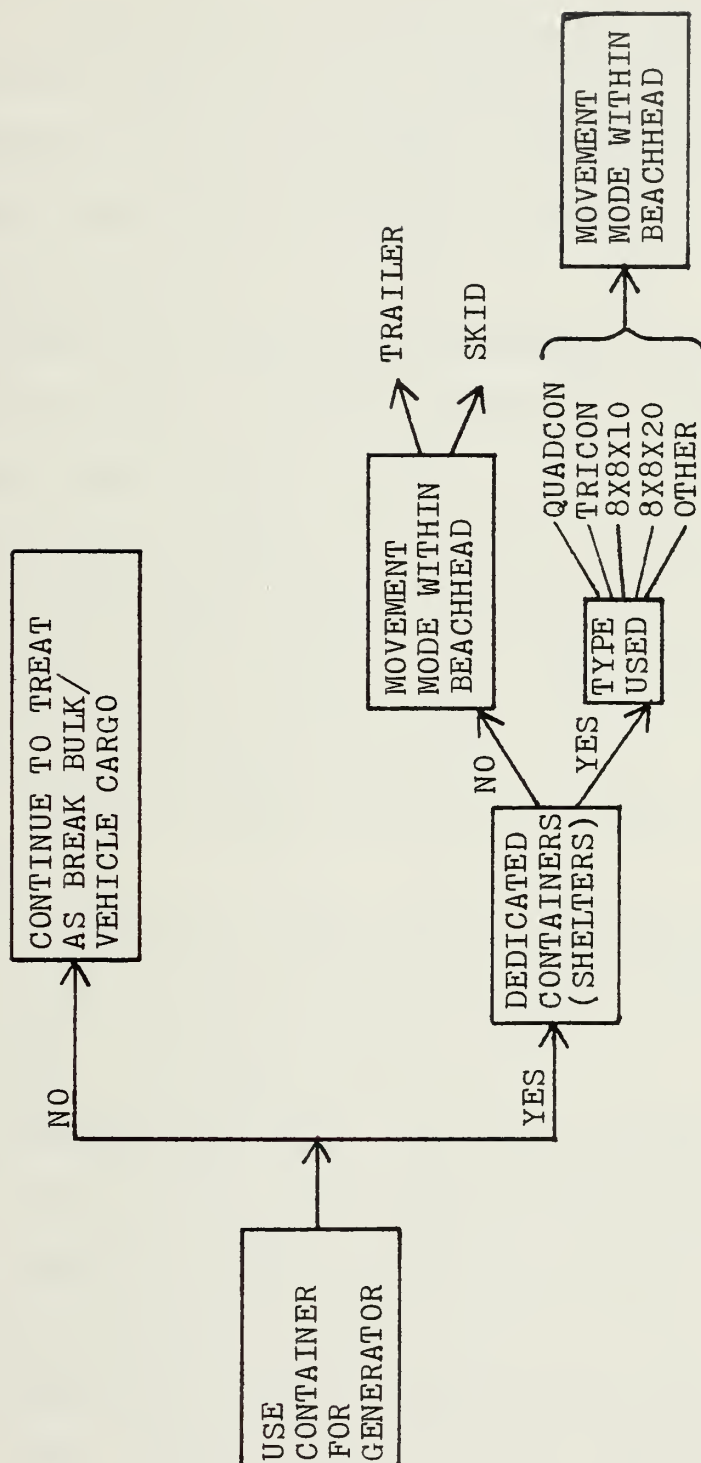 USE
CONTAINER
FOR
GENERATOR
NO
CONTINUE TO TREAT
AS BREAK BULK/
VEHICLE CARGO
YES
DEDICATED
CONTAINERS
(SHELTERS)
NO
MOVEMENT
MODE WITHIN
BEACHHEAD
TRAILER
SKID
YES
TYPE
USED
QUADCON
TRICON
8X8X10
8X8X20
OTHER
MOVEMENT
MODE WITHIN
BEACHHEAD